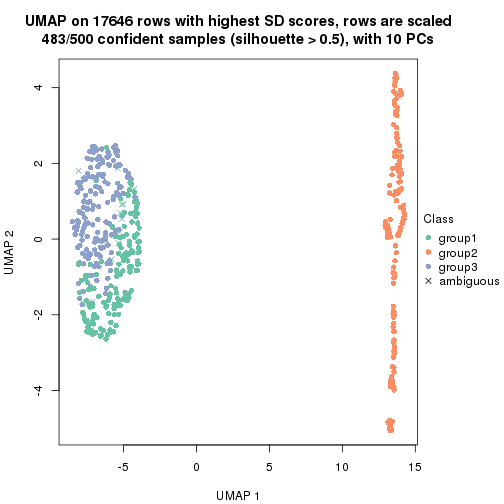 UMAP on 17646 rows with highest SD scores, rows are scaled
483/500 confident samples (silhouette > 0.5), with 10 PCs
4
2
0
-2
-4
UMAP 2
-5
0
5
10
15
UMAP 1
Class
group1
group2
group3
ambiguous